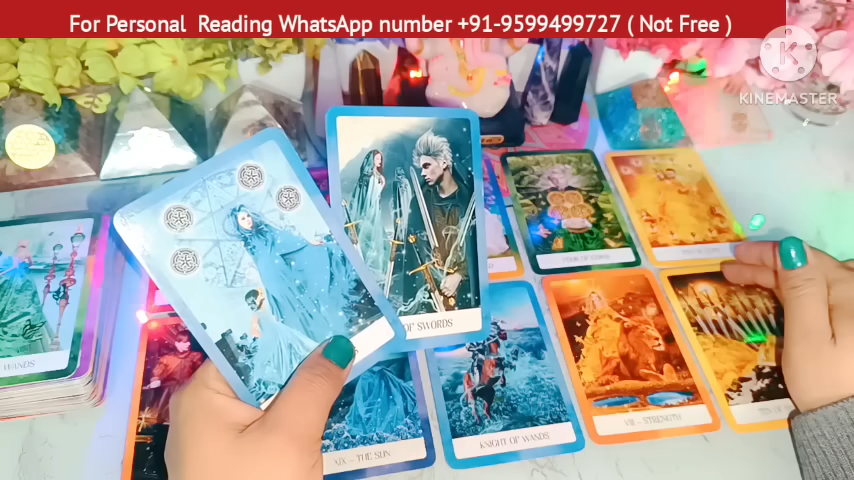 For Personal Reading WhatsApp number +91-9599499727 ( Not Free )
KINEMASTER
OF SWORDS
WANDS
XIX - THE SUN
KNIGHT OF WANDS
VIII - STRENGTH